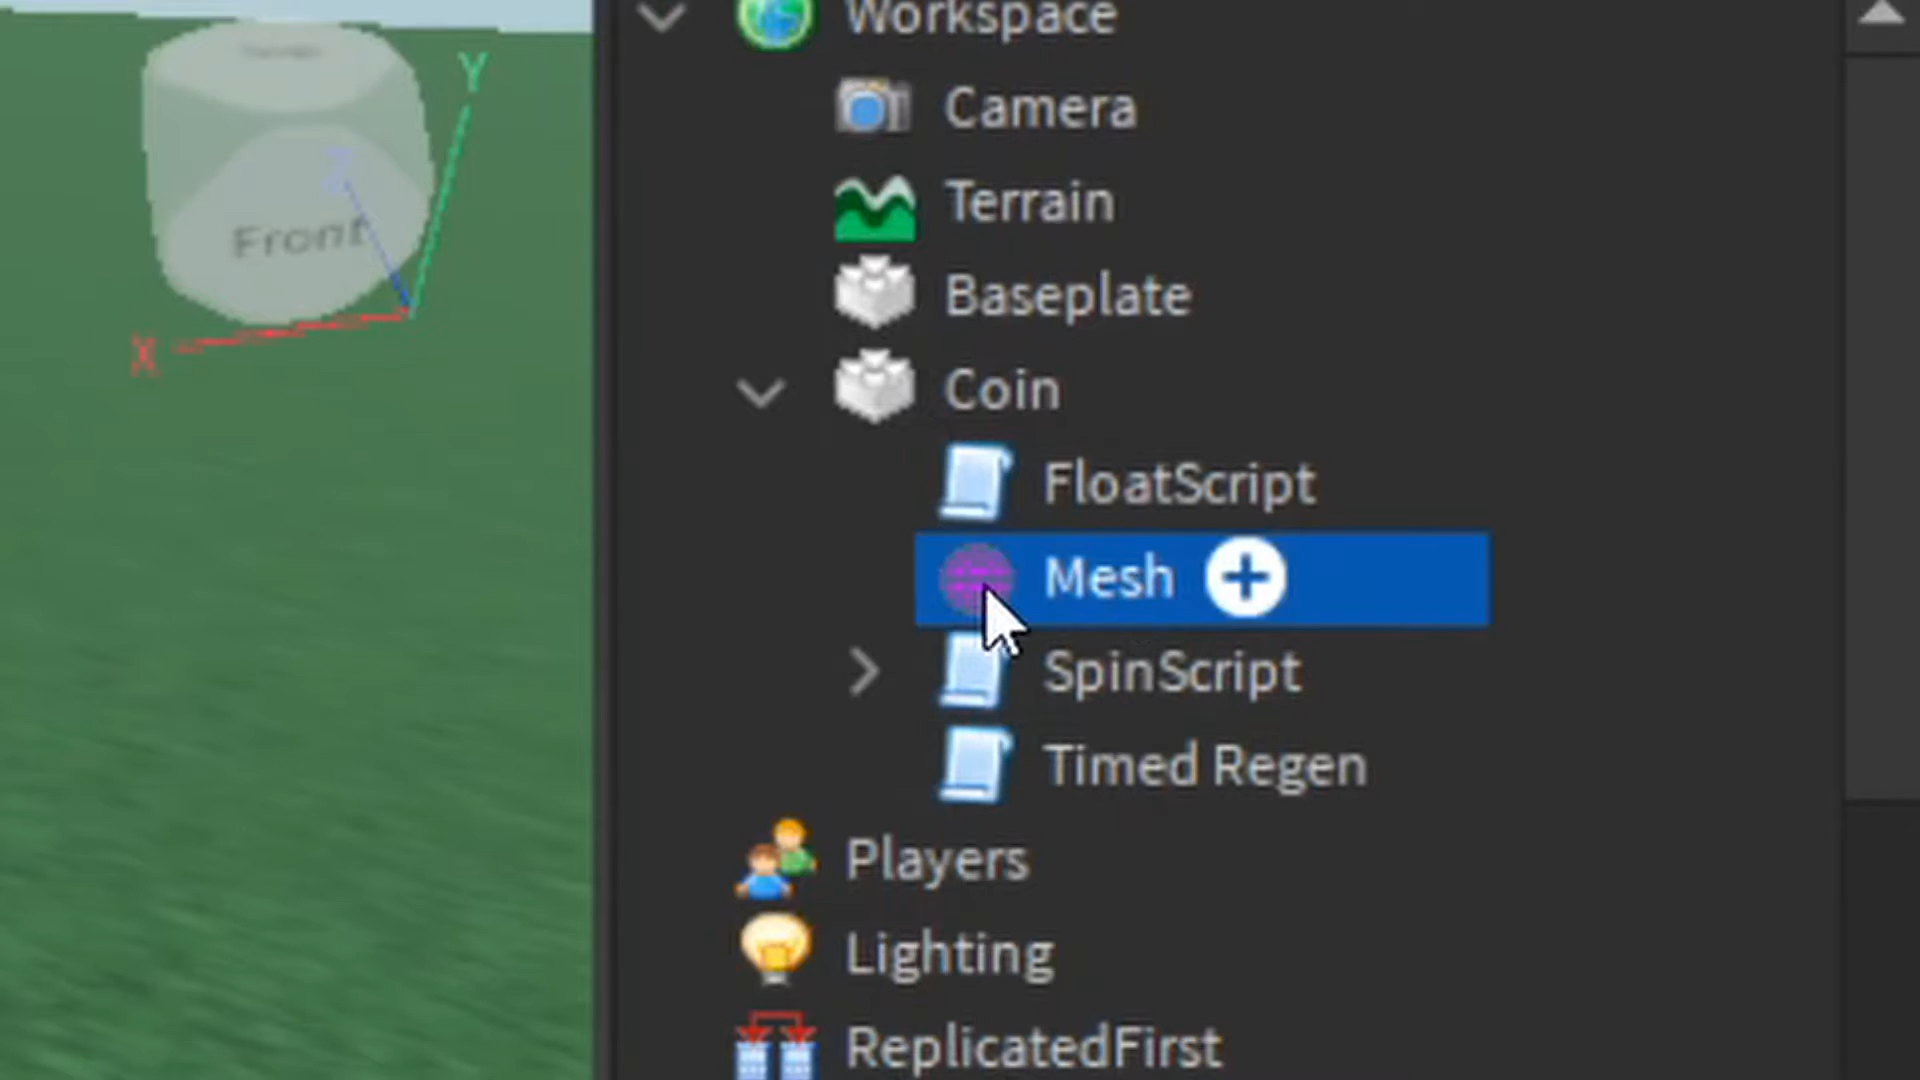 Workspace
Camera
Terrain
Baseplate
Coin
FloatScript
Mesh
SpinScript
Timed Regen
Players
Lighting
ReplicatedFirst
Y
Z
Front
X